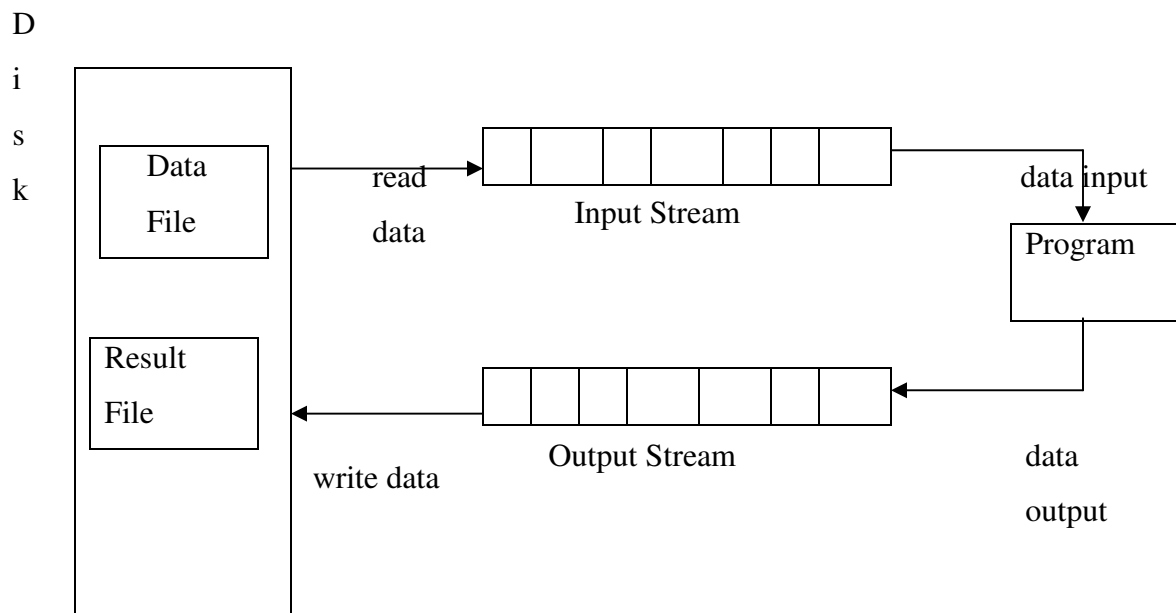 D
i
s
k
Data
File
read
data
Input Stream
data input
Program
Result
File
write data
Output Stream
data
output